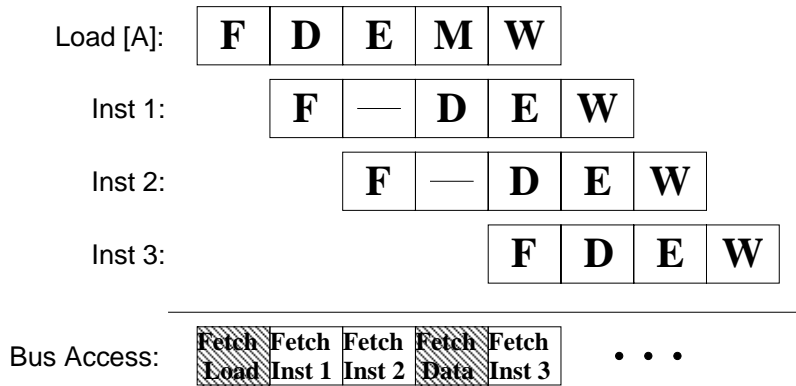 Load [A]: F D E M W
Inst 1: F — D E W
Inst 2: F — D E W
Inst 3: F D E W
Bus Access: Fetch Load Fetch Inst 1 Fetch Inst 2 Fetch Data Fetch Inst 3 • • •